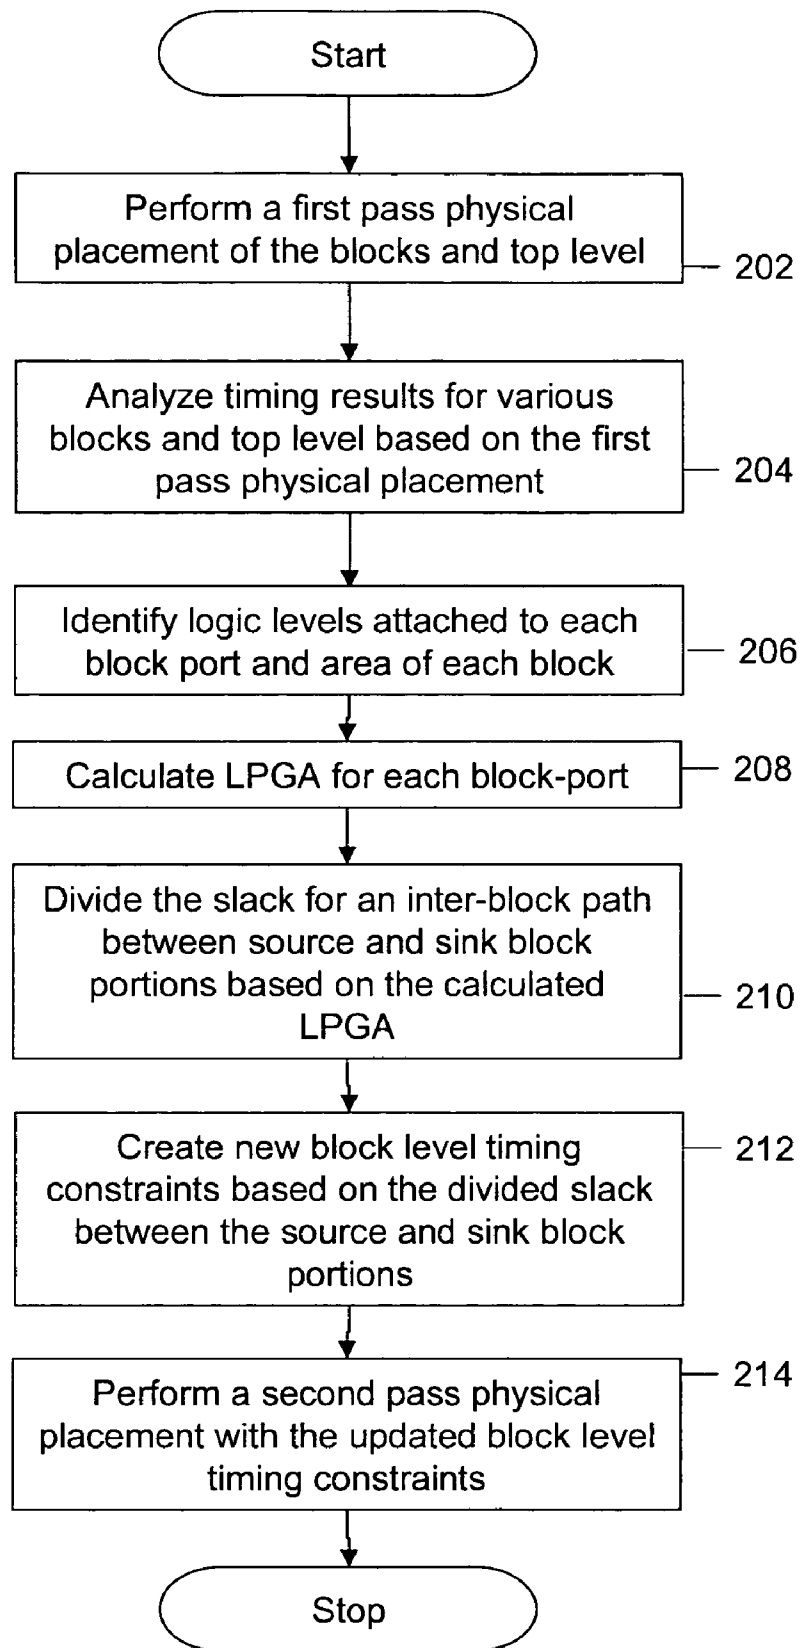 Start
Perform a first pass physical
placement of the blocks and top level
202
Analyze timing results for various
blocks and top level based on the first
pass physical placement
204
Identify logic levels attached to each
block port and area of each block
206
Calculate LPGA for each block-port
208
Divide the slack for an inter-block path
between source and sink block
portions based on the calculated
LPGA
210
Create new block level timing
constraints based on the divided slack
between the source and sink block
portions
212
Perform a second pass physical
placement with the updated block level
timing constraints
214
Stop